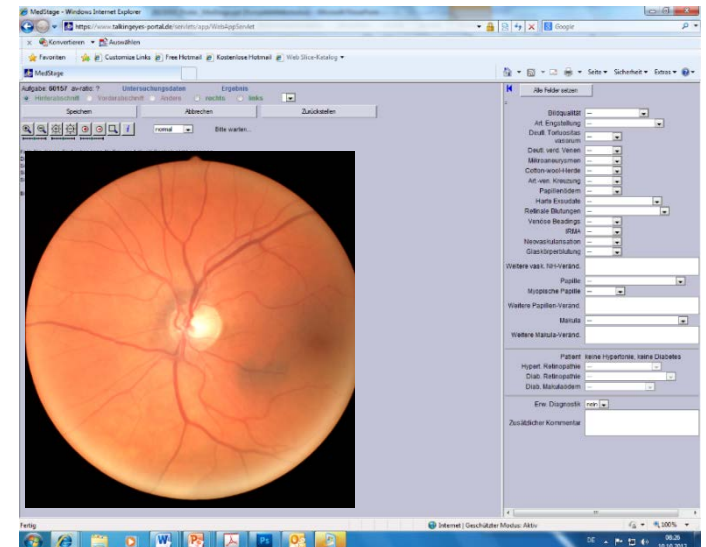 MedStage - Windows Internet Explorer
https://www.talkingeyes-portal.de/servlets/app/WebAppServlet
Google
x Konvertieren Auswählen
Favoriten Customize Links Free Hotmail Kostenlose Hotmail Web Slice-Katalog
MedStage
Seite Sicherheit Extras
Aufgabe: 60157 av-ratio: ? Untersuchungsdaten Ergebnis
Hinterabschnitt Vorderabschnitt Andere rechts links
Speichern Abbrechen Zurückstellen
normal Bitte warten...
Alle Felder setzen
Bildqualität --
Art. Engstellung --
Deutl. Tortuositas vasorum --
Deutl. verd. Venen --
Mikroaneurysmen --
Cotton-wool-Herde --
Art.-ven. Kreuzung --
Papillenödem --
Harte Exsudate --
Retinale Blutungen --
Venöse Beadings --
IRMA --
Neovaskularisation --
Glaskörperblutung --
Weitere vask. NH-Veränd.
Papille --
Myopische Papille --
Weitere Papillen-Veränd.
Makula --
Weitere Makula-Veränd.
Patient keine Hypertonie, keine Diabetes
Hypert. Retinopathie --
Diab. Retinopathie --
Diab. Makulaödem --
Erw. Diagnostik nein
Zusätzlicher Kommentar
Fertig
Internet | Geschützter Modus: Aktiv
100%
DE
08:26
10.10.2012